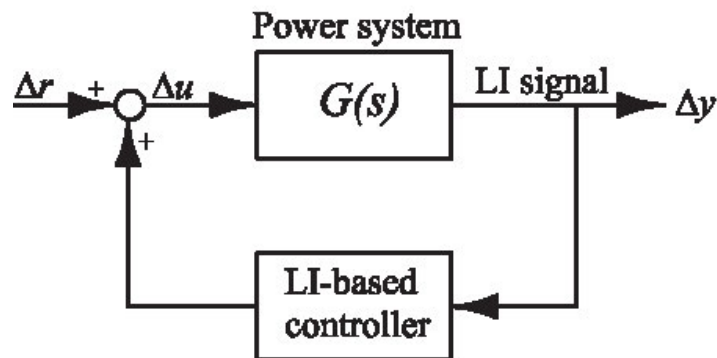 Power system
Δr
+
Δu
G(s)
LI signal
Δy
+
LI-based
controller